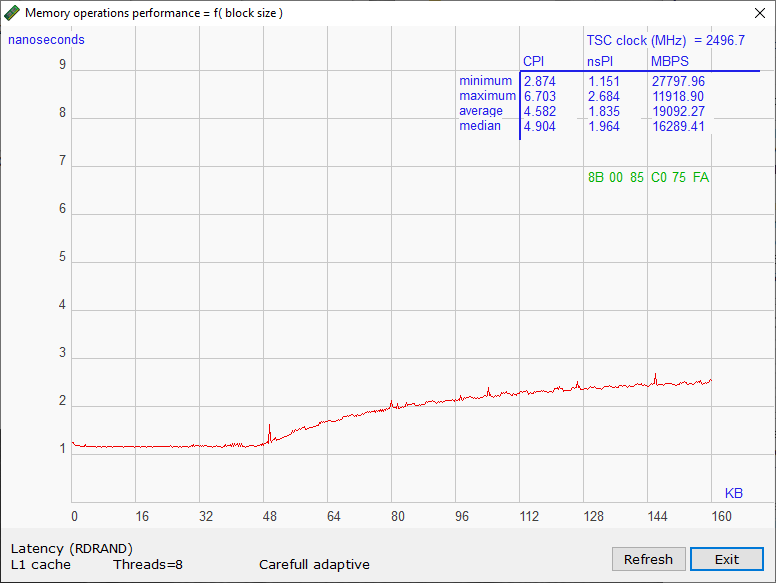 Memory operations performance = f( block size )
nanoseconds
TSC clock (MHz) = 2496.7
CPI nsPI MBPS
minimum 2.874 1.151 27797.96
maximum 6.703 2.684 11918.90
average 4.582 1.835 19092.27
median 4.904 1.964 16289.41
8B 00 85 C0 75 FA
9
8
7
6
5
4
3
2
1
KB
0 16 32 48 64 80 96 112 128 144 160
Latency (RDRAND)
L1 cache Threads=8 Carefull adaptive
Refresh Exit